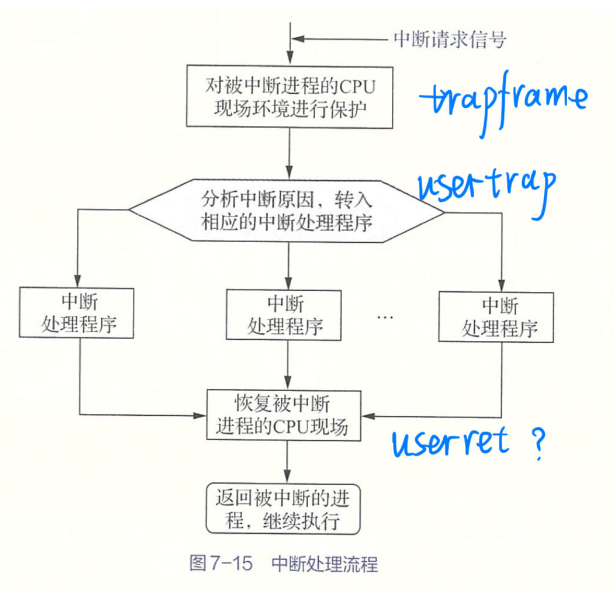 中断请求信号
对被中断进程的CPU
现场环境进行保护
trapframe
分析中断原因，转入
相应的中断处理程序
usertrap
中断
处理程序
中断
处理程序
…
中断
处理程序
恢复被中断
进程的CPU现场
userret ?
返回被中断的进
程，继续执行
图7-15 中断处理流程